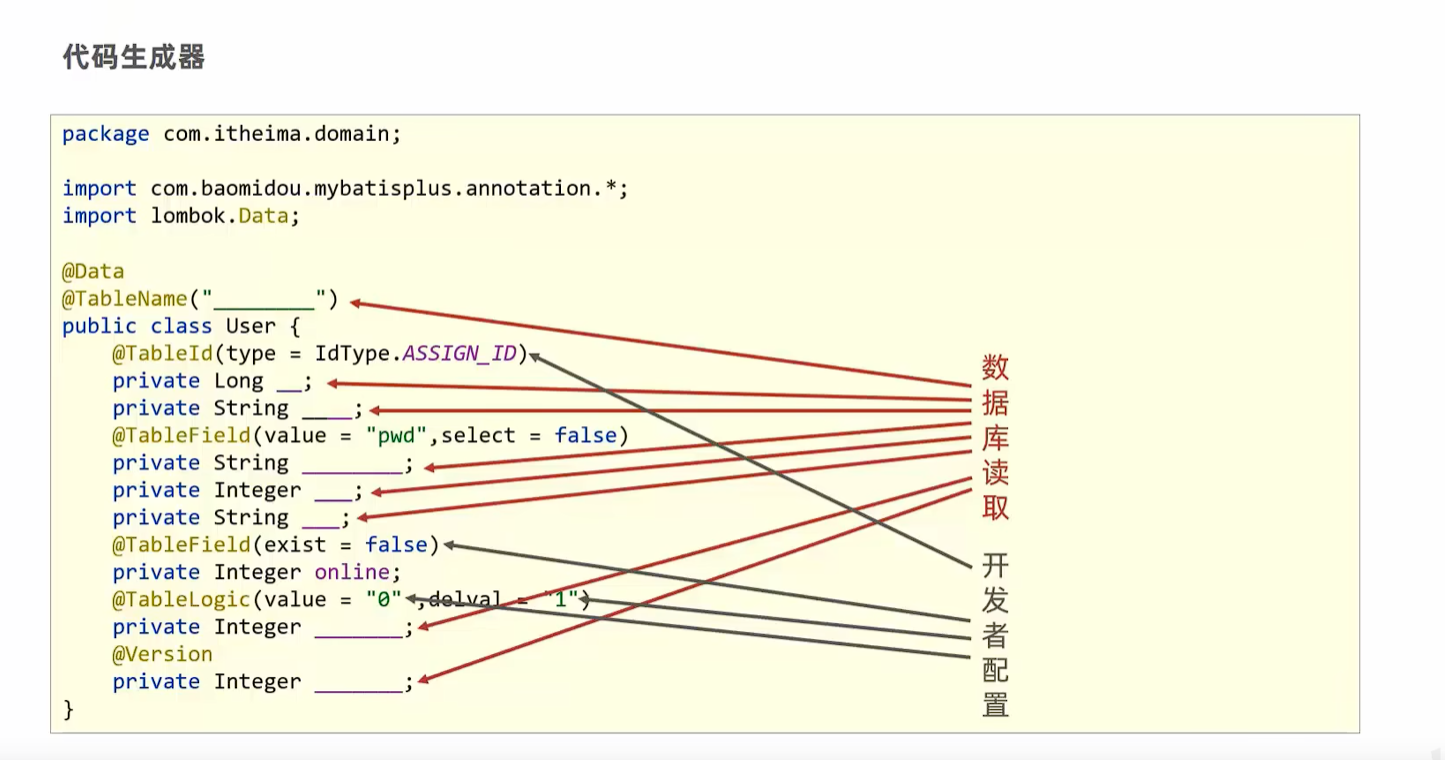 代码生成器
package com.itheima.domain;
import com.baomidou.mybatisplus.annotation.*;
import lombok.Data;
@Data
@TableName("________")
public class User {
@TableId(type = IdType.ASSIGN_ID)
private Long __;
private String ____;
@TableField(value = "pwd",select = false)
private String ________;
private Integer ___;
private String ___;
@TableField(exist = false)
private Integer online;
@TableLogic(value = "0" ,delval = "1")
private Integer _______;
@Version
private Integer _______;
}
数据库读取
开发者配置